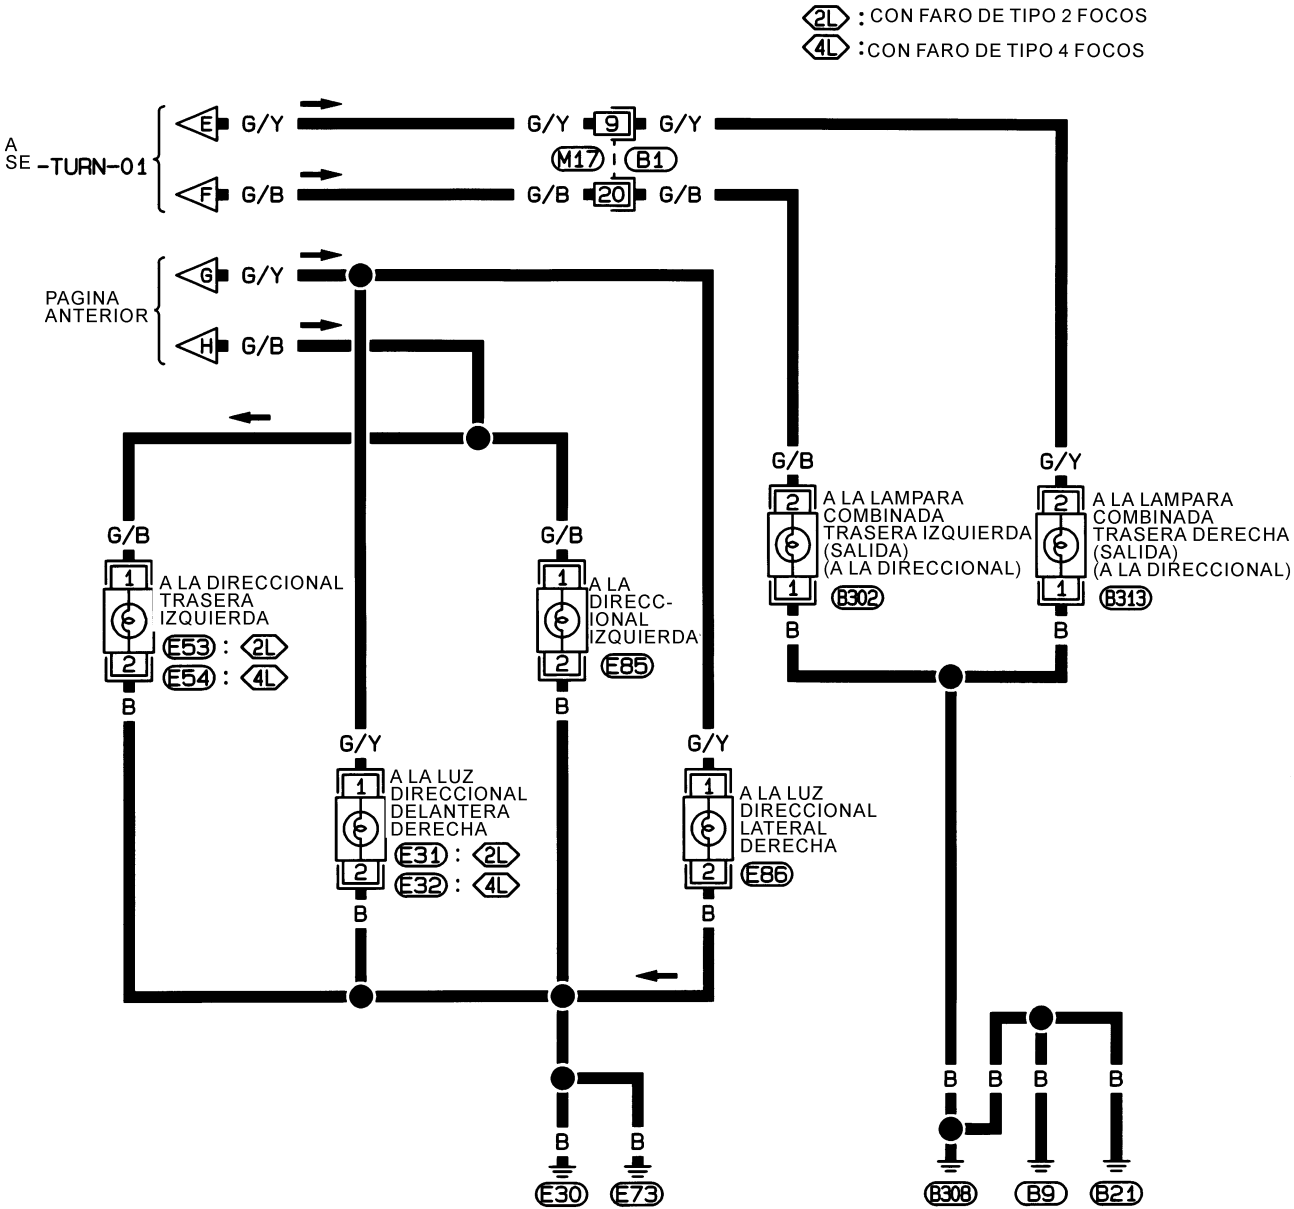 2L : CON FARO DE TIPO 2 FOCOS
4L : CON FARO DE TIPO 4 FOCOS
A
SE -TURN-01
E G/Y G/Y 9 G/Y
M17 B1
F G/B G/B 20 G/B
PAGINA
ANTERIOR
G G/Y
H G/B
G/B G/Y
2 A LA LAMPARA
COMBINADA
TRASERA IZQUIERDA
(SALIDA)
(A LA DIRECCIONAL)
1 B302
B
2 A LA LAMPARA
COMBINADA
TRASERA DERECHA
(SALIDA)
(A LA DIRECCIONAL)
1 B313
B
G/B G/B
1 A LA DIRECCIONAL
TRASERA
IZQUIERDA
E53 : 2L
2 E54 : 4L
B
1 A LA
DIRECC-
IONAL
IZQUIERDA
2 E85
B
G/Y G/Y
1 A LA LUZ
DIRECCIONAL
DELANTERA
DERECHA
E31 : 2L
2 E32 : 4L
B
1 A LA LUZ
DIRECCIONAL
LATERAL
DERECHA
2 E86
B
B B B B
B B
E30 E73 B308 B9 B21